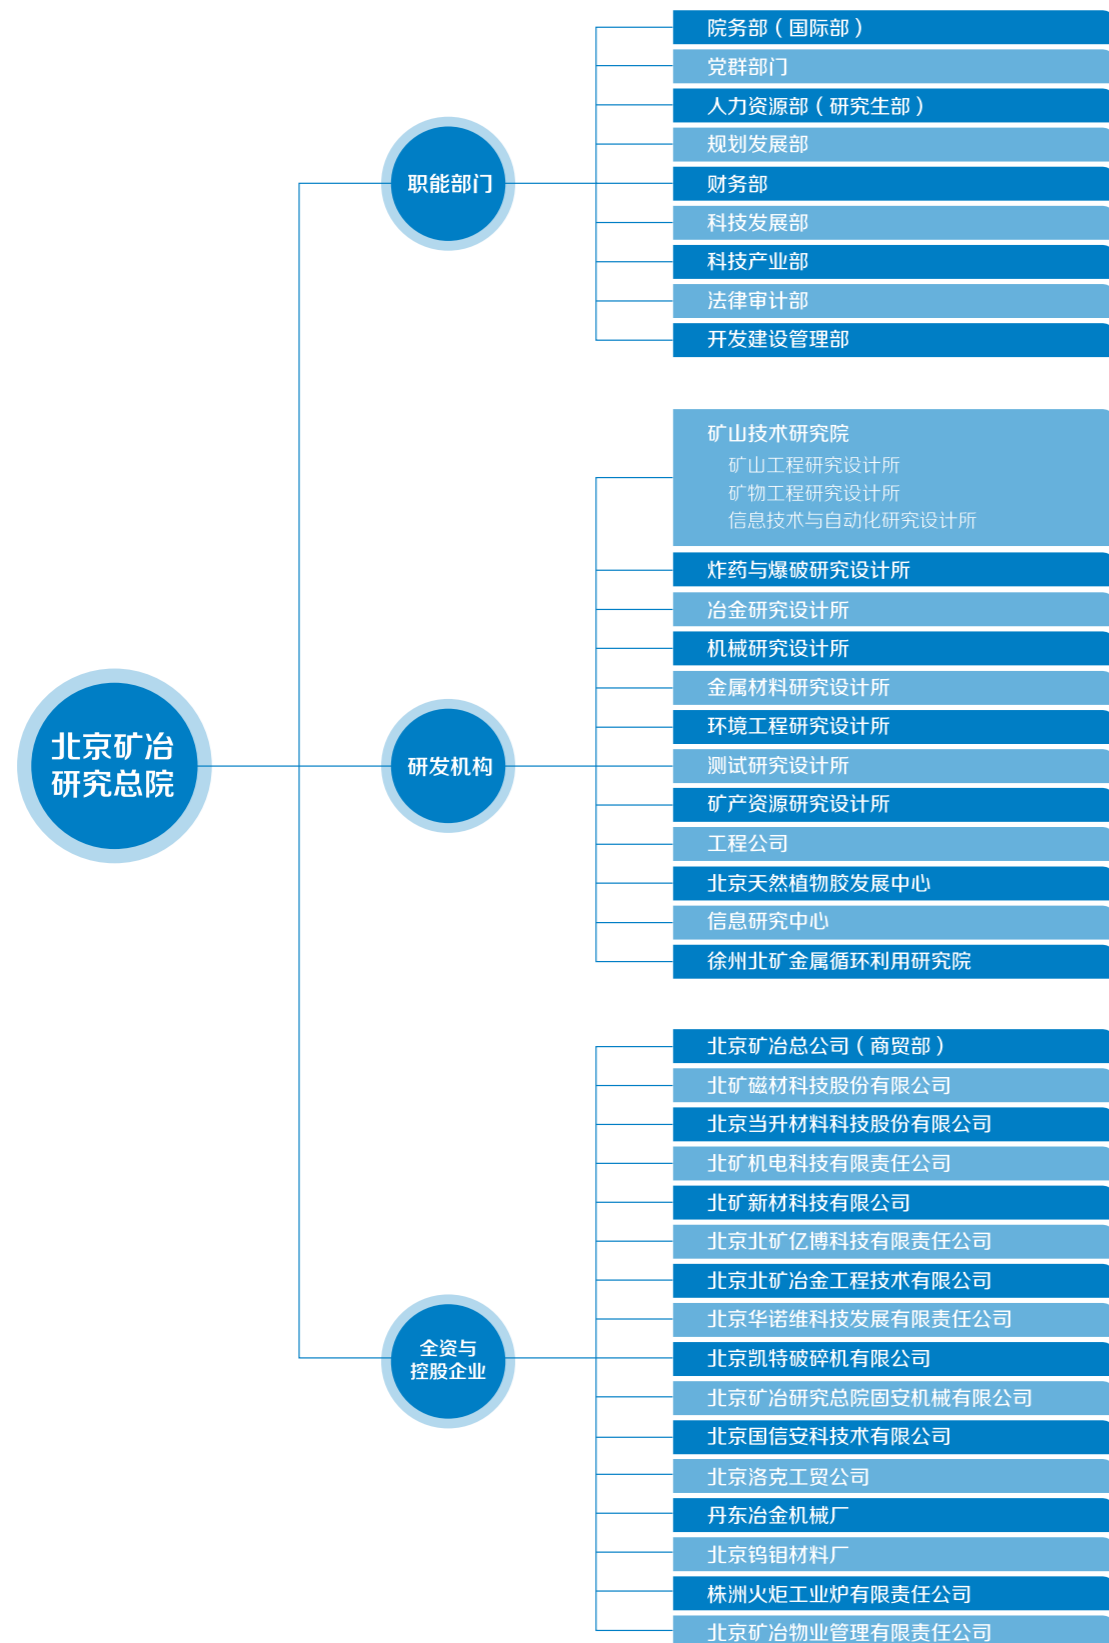 院务部（国际部）
党群部门
人力资源部（研究生部）
规划发展部
职能部门
财务部
科技发展部
科技产业部
法律审计部
开发建设管理部
矿山技术研究院
矿山工程研究设计所
矿物工程研究设计所
信息技术与自动化研究设计所
炸药与爆破研究设计所
冶金研究设计所
机械研究设计所
金属材料研究设计所
环境工程研究设计所
北京矿冶
研究总院
研发机构
测试研究设计所
矿产资源研究设计所
工程公司
北京天然植物胶发展中心
信息研究中心
徐州北矿金属循环利用研究院
北京矿冶总公司（商贸部）
北矿磁材科技股份有限公司
北京当升材料科技股份有限公司
北矿机电科技有限责任公司
北矿新材科技有限公司
北京北矿亿博科技有限责任公司
北京北矿冶金工程技术有限公司
北京华诺维科技发展有限责任公司
全资与
控股企业
北京凯特破碎机有限公司
北京矿冶研究总院固安机械有限公司
北京国信安科技术有限公司
北京洛克工贸公司
丹东冶金机械厂
北京钨钼材料厂
株洲火炬工业炉有限责任公司
北京矿冶物业管理有限责任公司